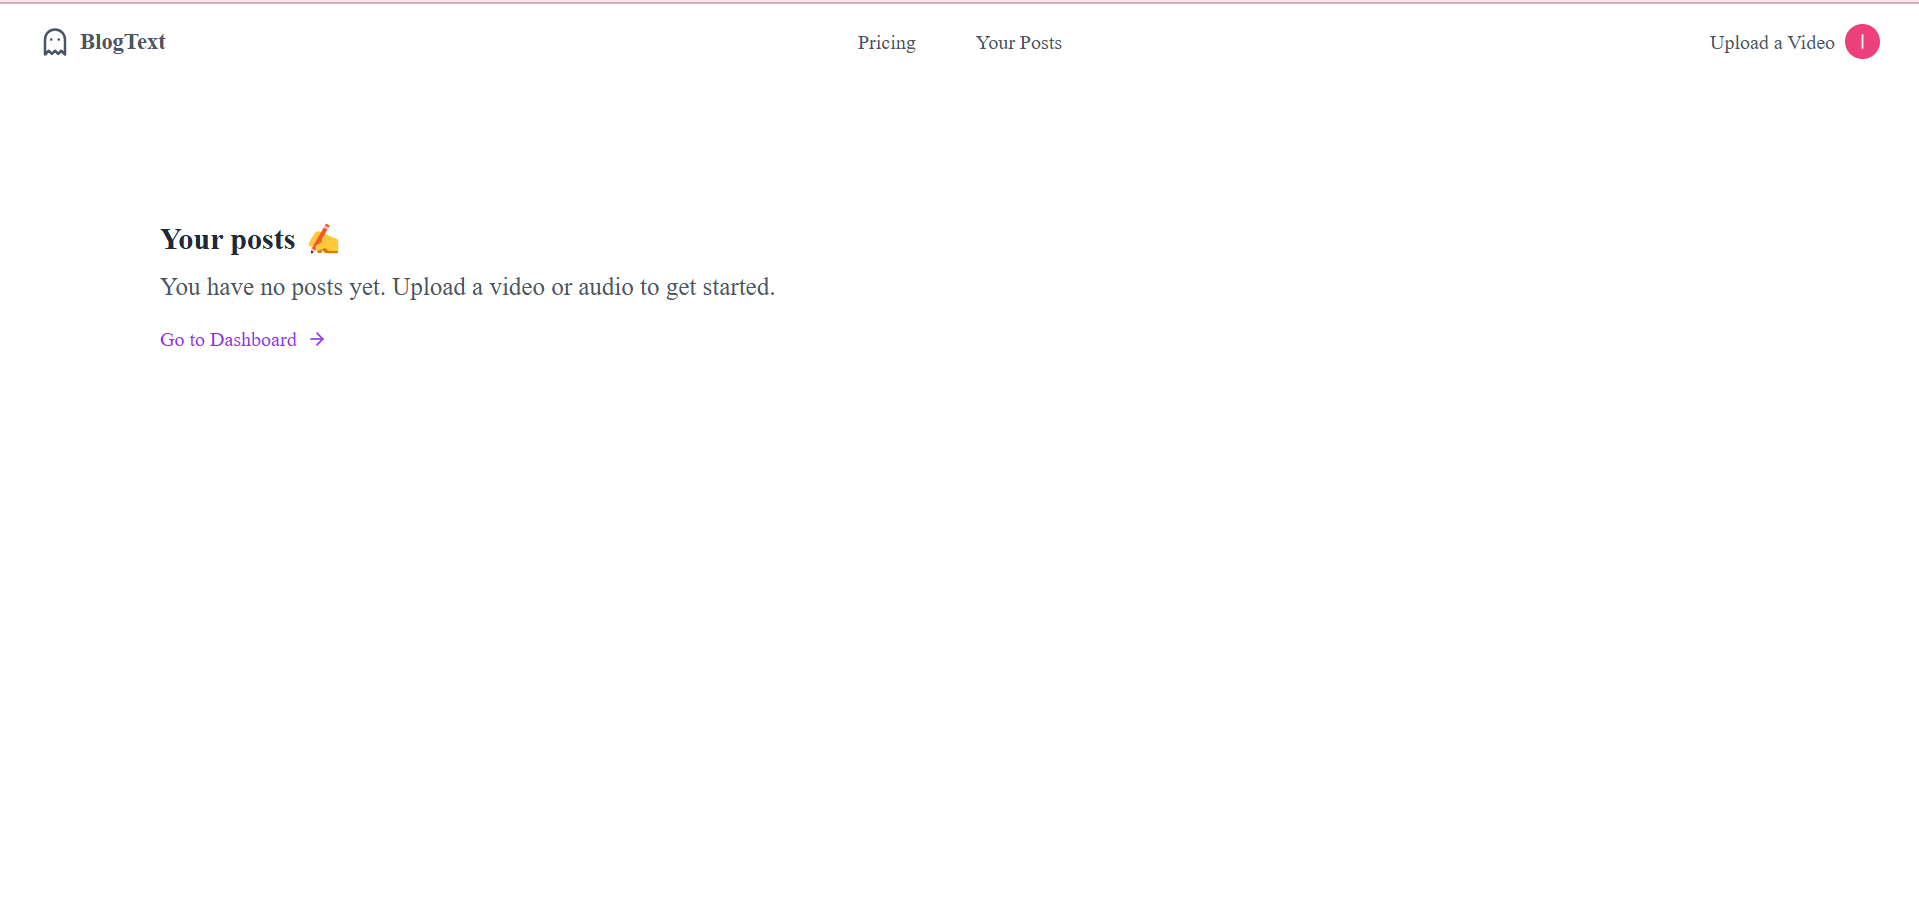 BlogText
Pricing
Your Posts
Upload a Video
I
Your posts ✍️
You have no posts yet. Upload a video or audio to get started.
Go to Dashboard →